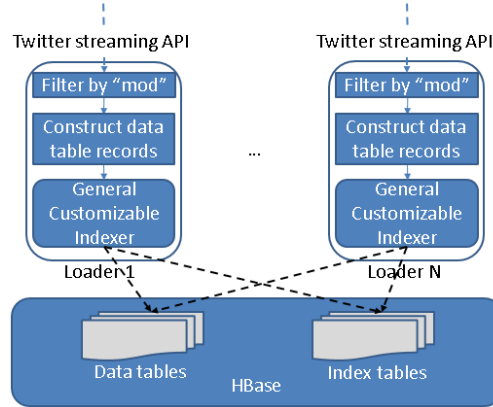 Twitter streaming API
Twitter streaming API
Filter by “mod”
Filter by “mod”
Construct data
table records
Construct data
table records
...
General
Customizable
Indexer
General
Customizable
Indexer
Loader 1
Loader N
Data tables
Index tables
HBase